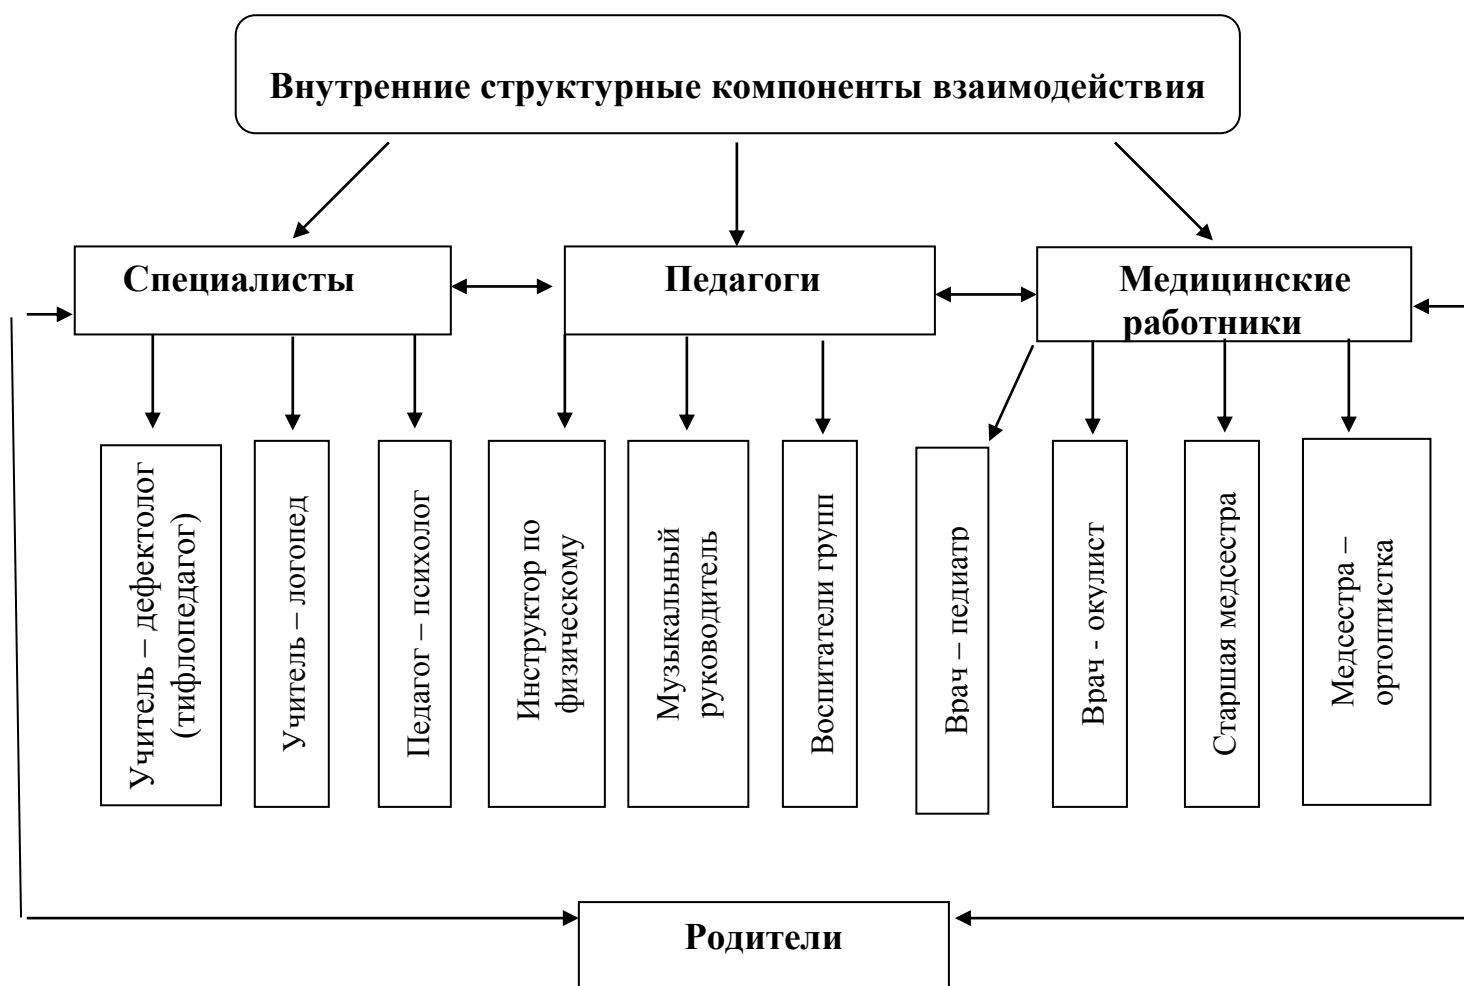 Внутренние структурные компоненты взаимодействия
Специалисты
Педагоги
Медицинские
работники
Учитель – дефектолог
(тифлопедагог)
Учитель – логопед
Педагог – психолог
Инструктор по
физическому
Музыкальный
руководитель
Воспитатели групп
Врач – педиатр
Врач - окулист
Старшая медсестра
Медсестра –
ортоптистка
Родители